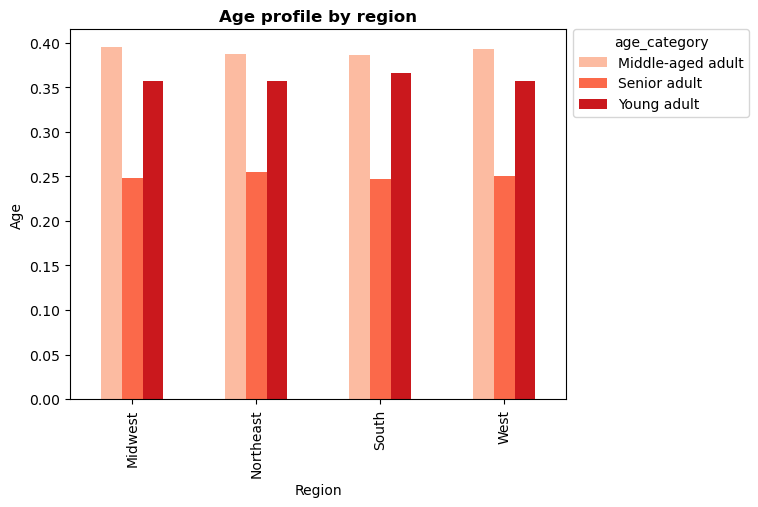 Age profile by region
age_category
Middle-aged adult
Senior adult
Young adult
0.40
0.35
0.30
0.25
0.20
0.15
0.10
0.05
0.00
Age
Midwest
Northeast
South
West
Region